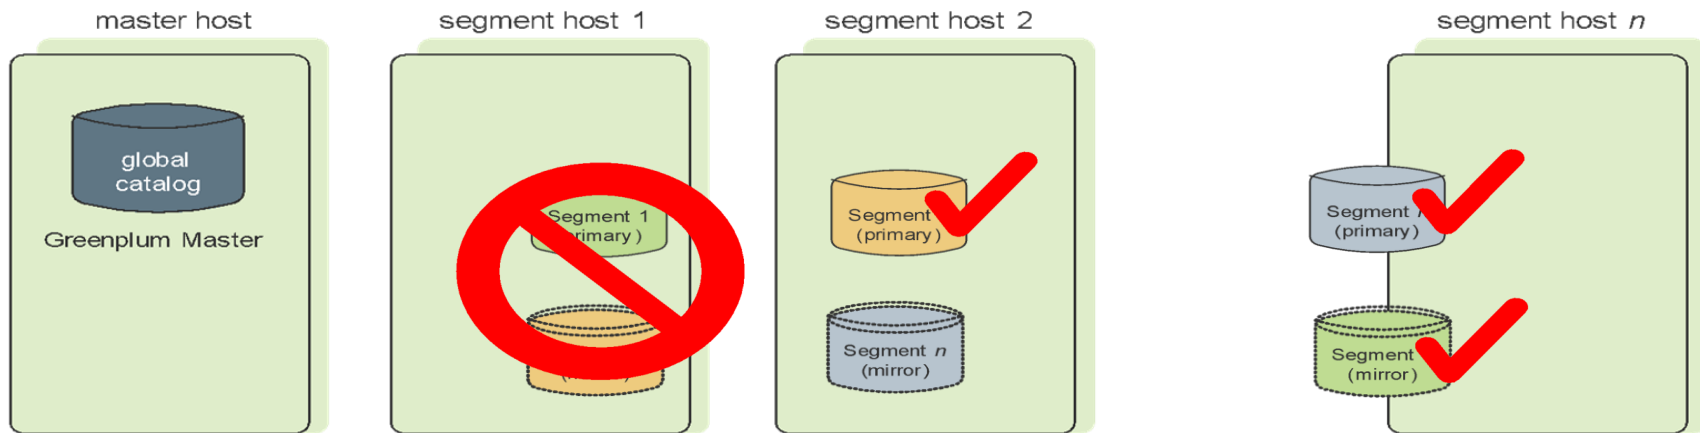 master host
segment host 1
segment host 2
segment host n
global
catalog
Greenplum Master
Segment 1
primary)
Segment
(primary)
Segment n
(mirror)
Segment
(primary)
Segment
(mirror)